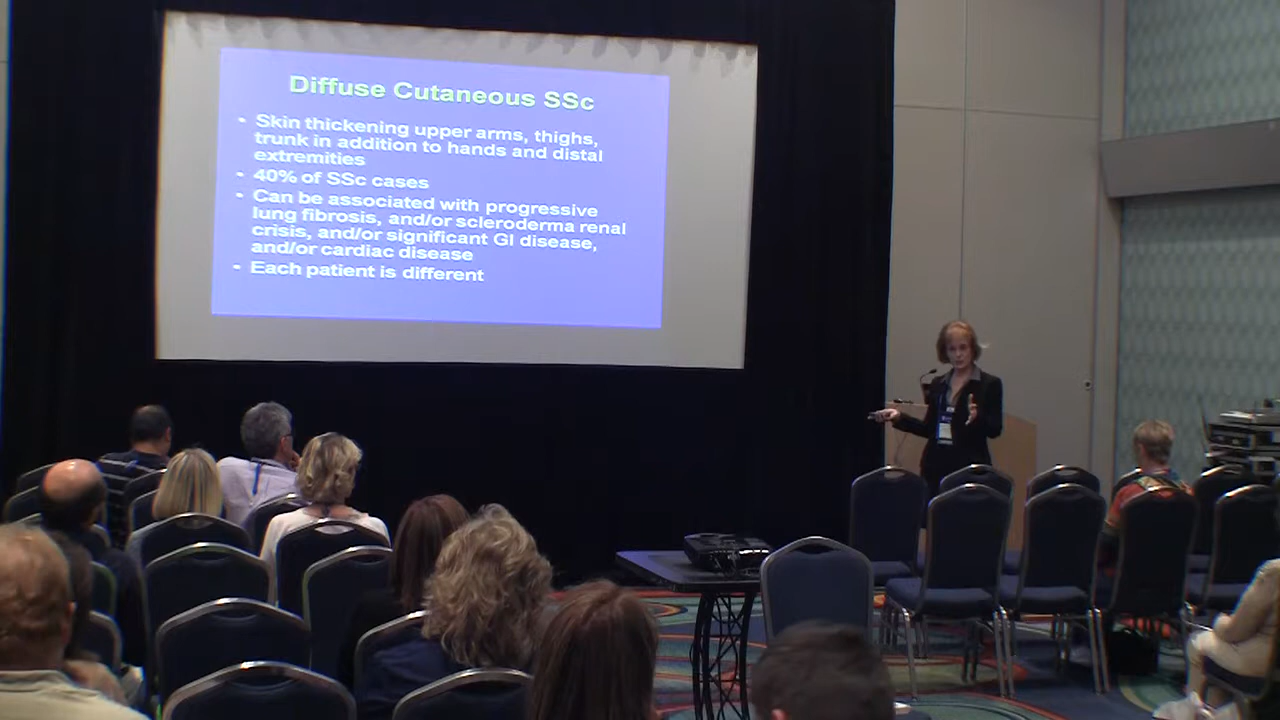 Diffuse Cutaneous SSc
• Skin thickening upper arms, thighs,
trunk in addition to hands and distal
extremities
• 40% of SSc cases
• Can be associated with progressive
lung fibrosis, and/or scleroderma renal
crisis, and/or significant GI disease,
and/or cardiac disease
• Each patient is different